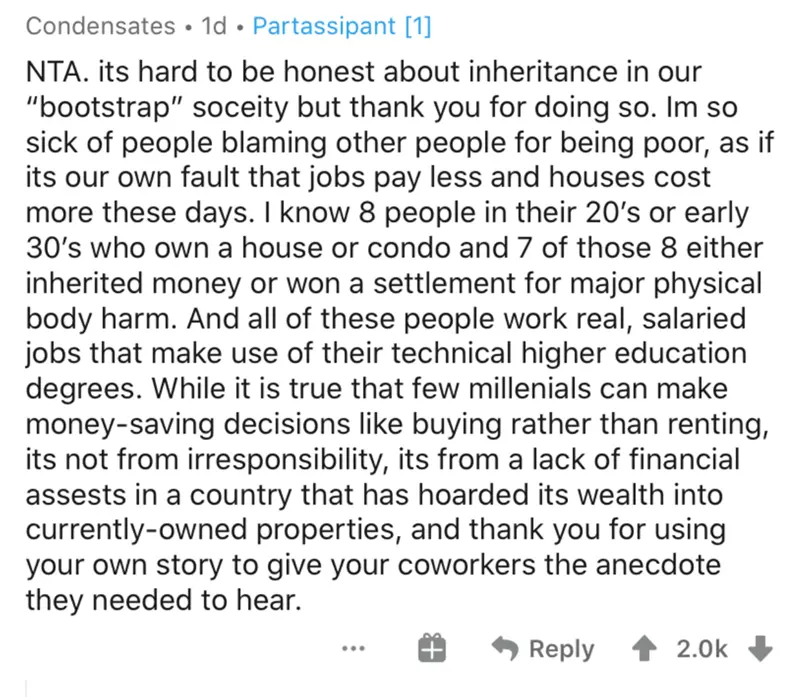 Condensates • 1d • Partassipant [1]
NTA. its hard to be honest about inheritance in our
“bootstrap” soceity but thank you for doing so. Im so
sick of people blaming other people for being poor, as if
its our own fault that jobs pay less and houses cost
more these days. I know 8 people in their 20’s or early
30’s who own a house or condo and 7 of those 8 either
inherited money or won a settlement for major physical
body harm. And all of these people work real, salaried
jobs that make use of their technical higher education
degrees. While it is true that few millenials can make
money-saving decisions like buying rather than renting,
its not from irresponsibility, its from a lack of financial
assests in a country that has hoarded its wealth into
currently-owned properties, and thank you for using
your own story to give your coworkers the anecdote
they needed to hear.
... Reply 2.0k